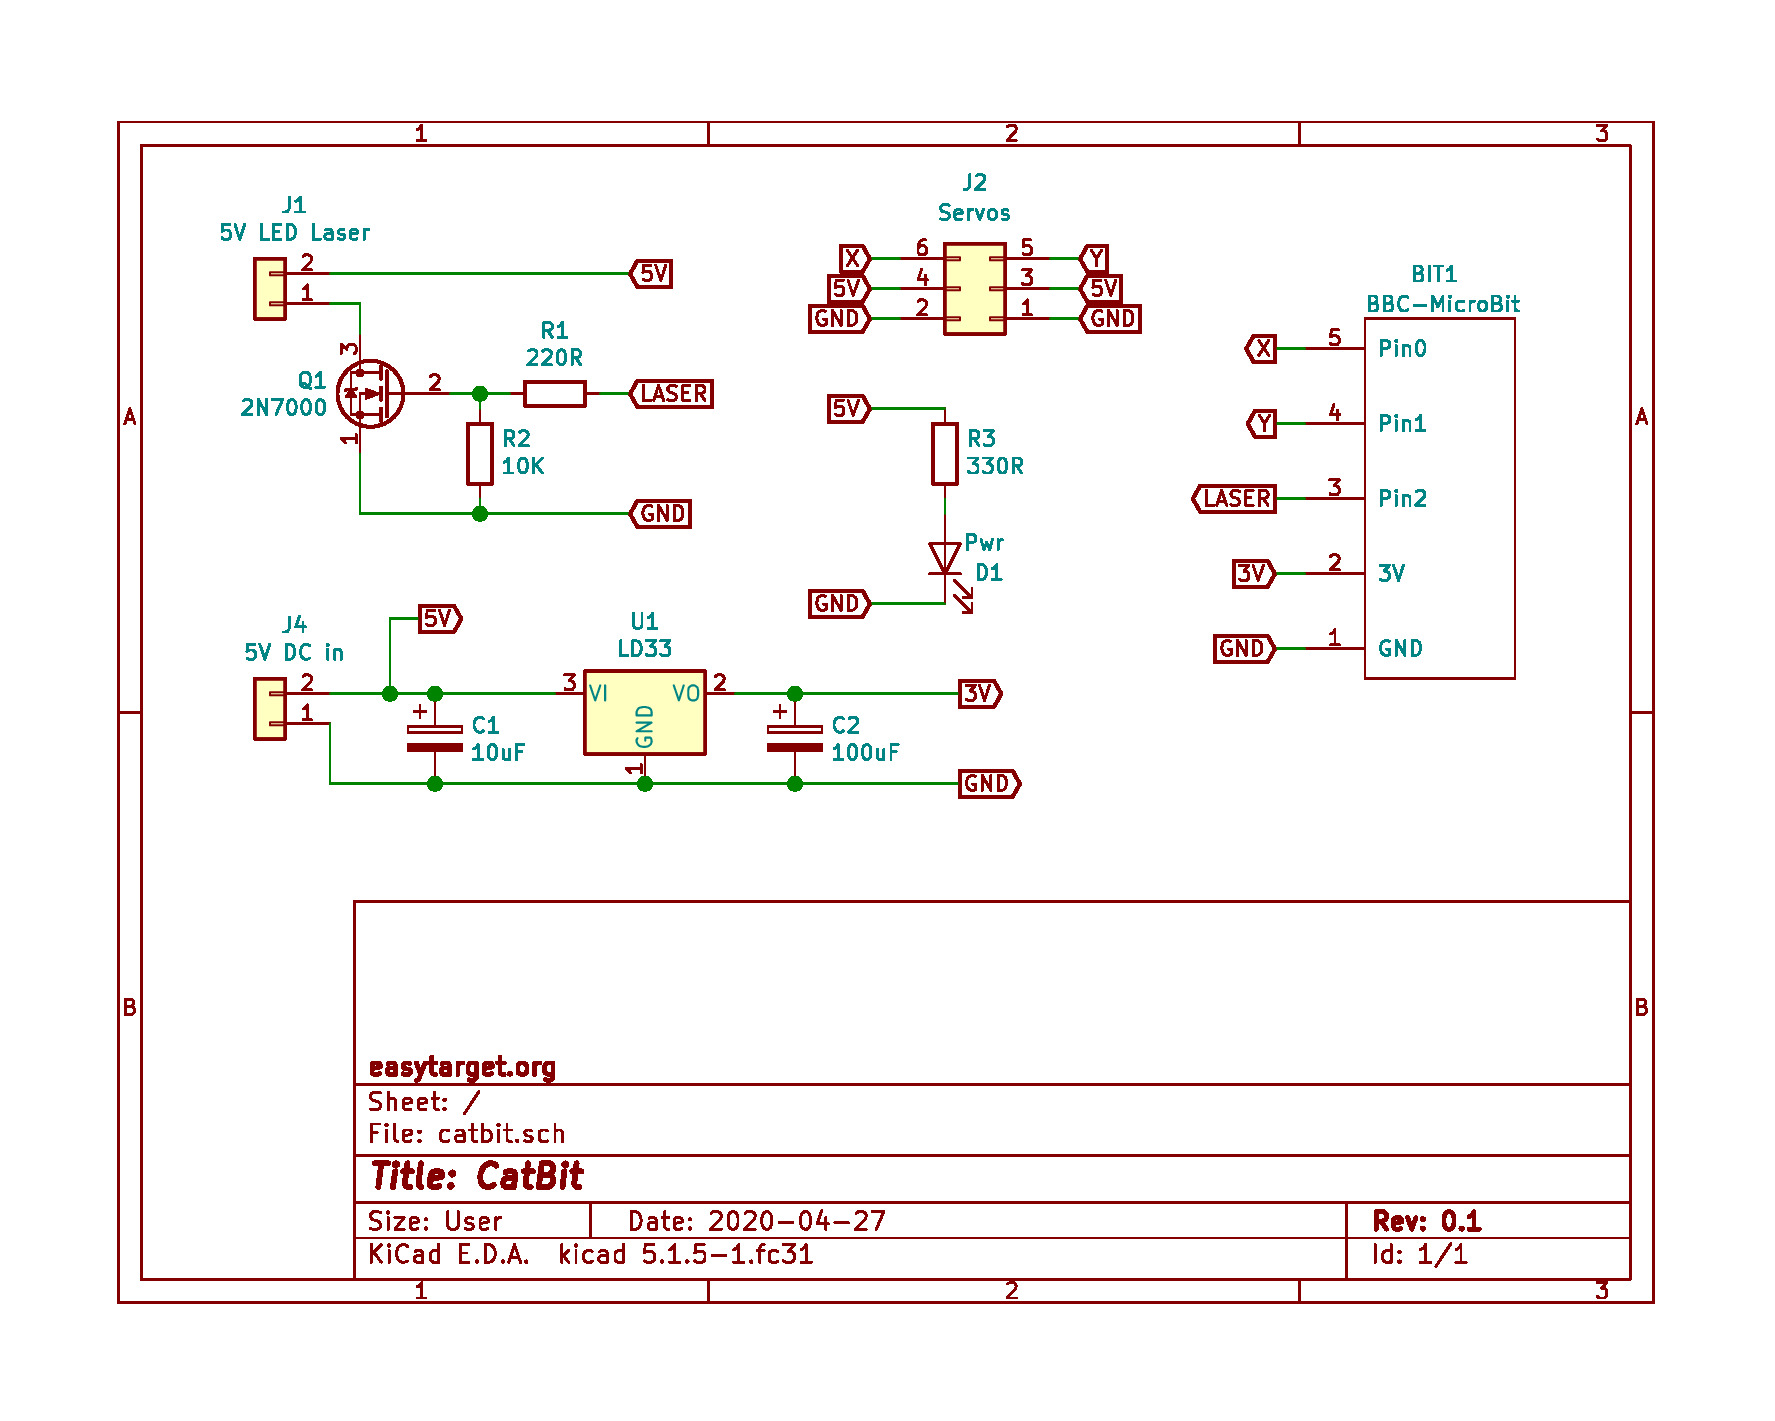 1 2 3
J1
5V LED Laser
2 5V
1
3
Q1
2N7000
2
1
R1
220R
LASER
R2
10K
GND
J2
Servos
X 6 5 Y
5V 4 3 5V
GND 2 1 GND
5V
R3
330R
Pwr
D1
GND
BIT1
BBC-MicroBit
X 5 Pin0
Y 4 Pin1
LASER 3 Pin2
3V 2 3V
GND 1 GND
A A
J4
5V DC in
2
1
5V
+ C1
10uF
U1
LD33
3 VI VO 2
GND
1
+ C2
100uF
3V
GND
B B
easytarget.org
Sheet: /
File: catbit.sch
Title: CatBit
Size: User Date: 2020-04-27 Rev: 0.1
KiCad E.D.A. kicad 5.1.5-1.fc31 Id: 1/1
1 2 3